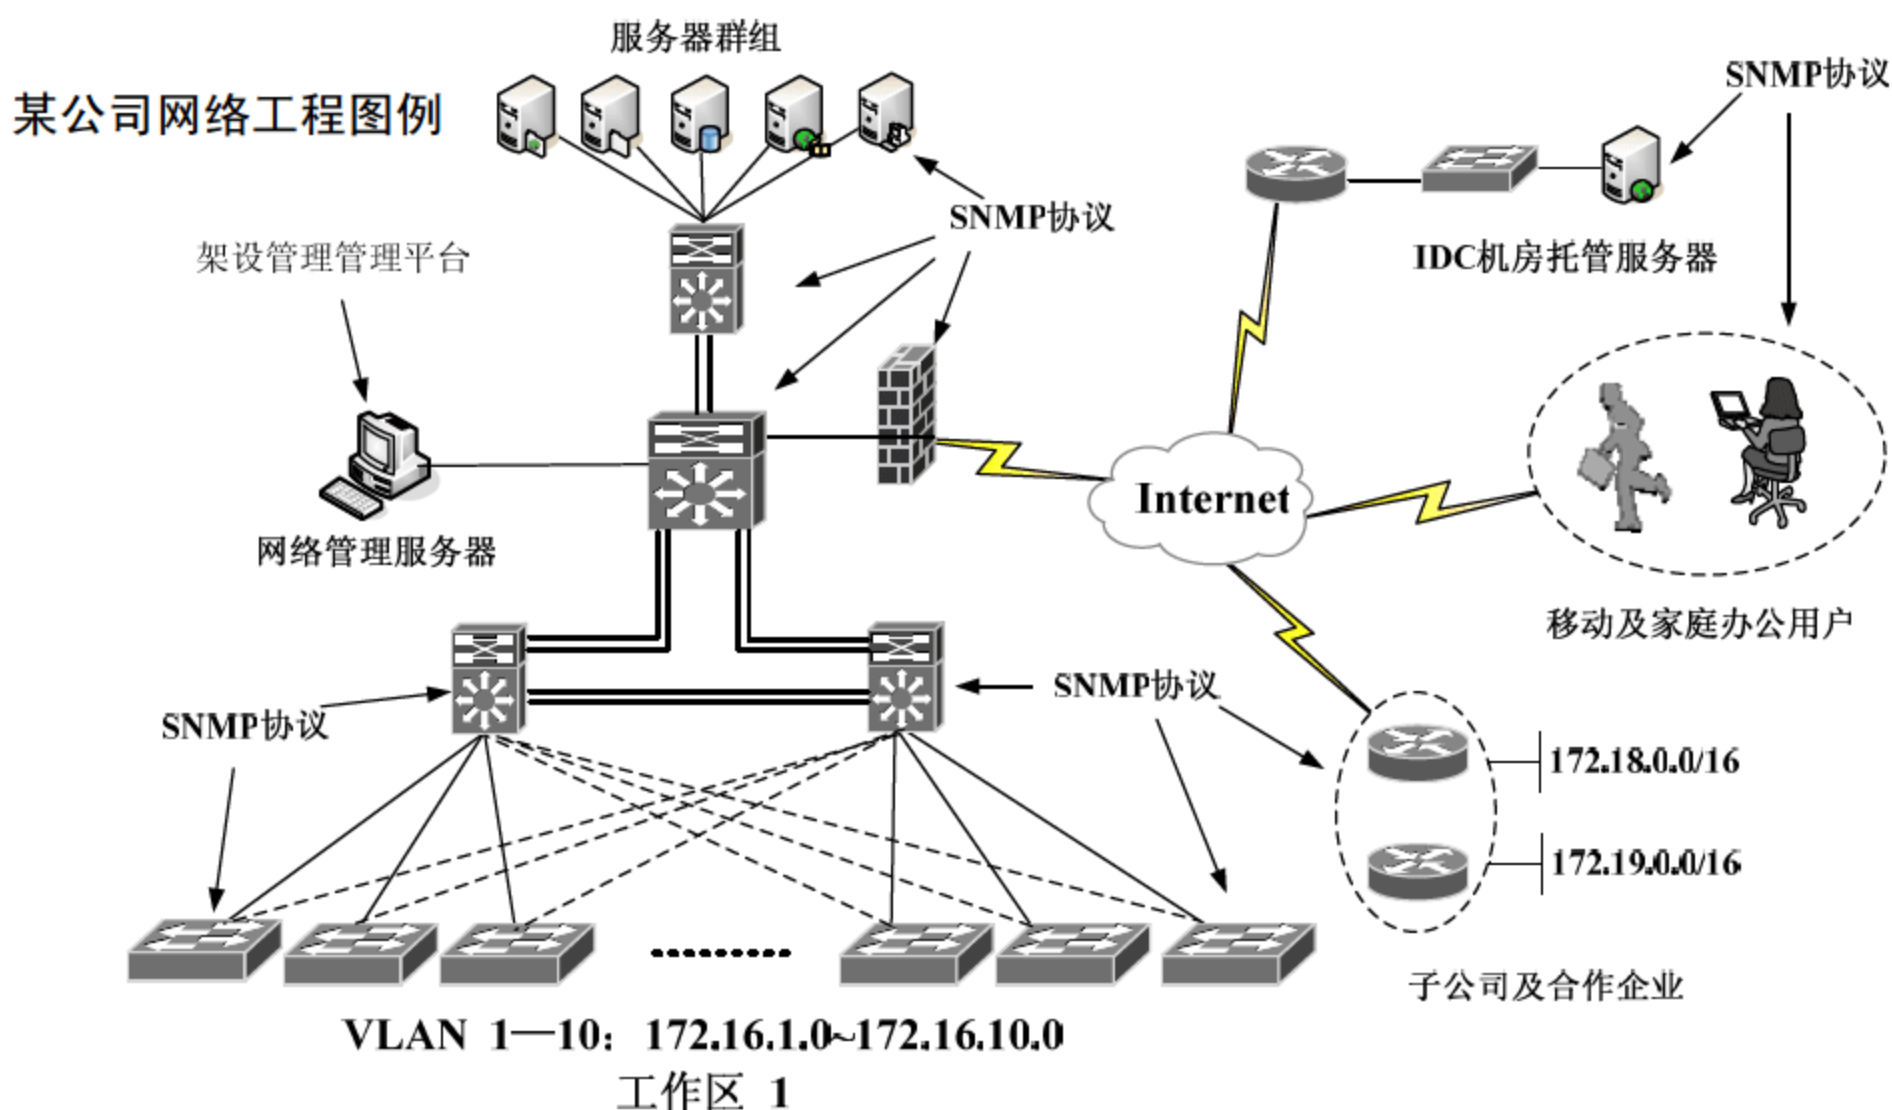 服务器群组
某公司网络工程图例
SNMP协议
SNMP协议
架设管理管理平台
IDC机房托管服务器
Internet
网络管理服务器
移动及家庭办公用户
SNMP协议
SNMP协议
172.18.0.0/16
172.19.0.0/16
子公司及合作企业
VLAN 1—10：172.16.1.0~172.16.10.0
工作区 1